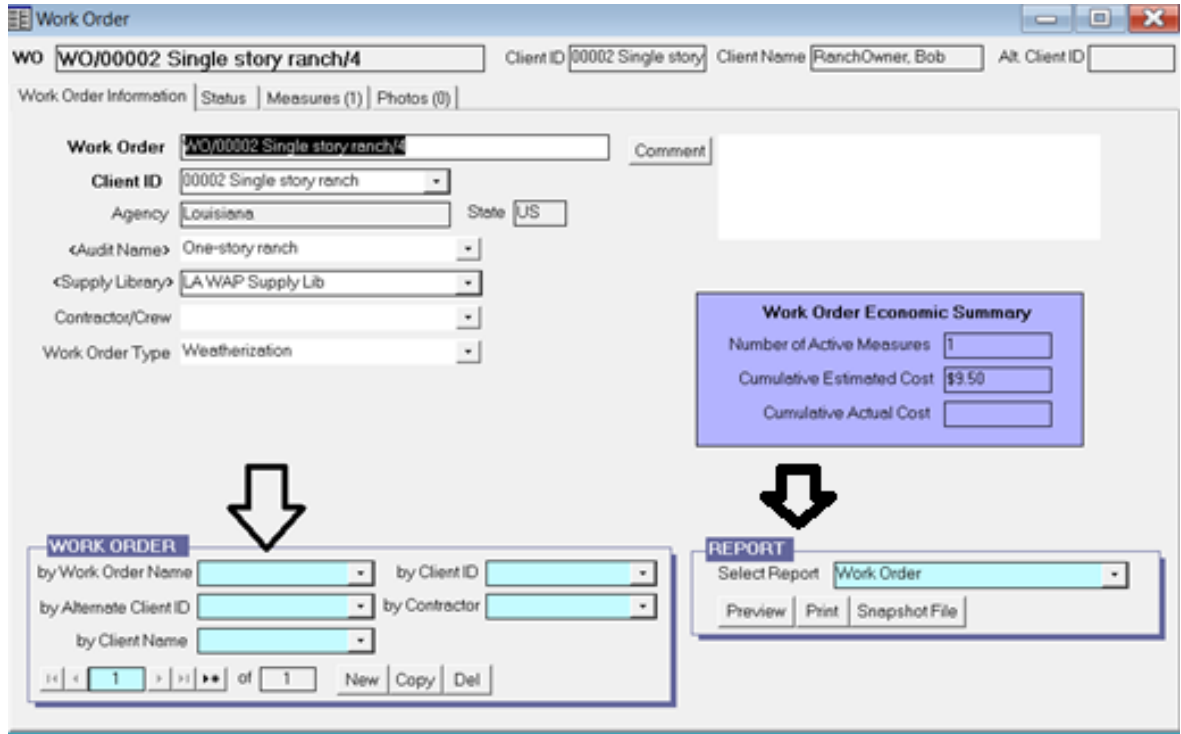 Work Order
WO WO/00002 Single story ranch/4 Client ID 00002 Single story Client Name RanchOwner, Bob Alt. Client ID
Work Order Information Status Measures (1) Photos (0)
Work Order WO/00002 Single story ranch/4 Comment
Client ID 00002 Single story ranch
Agency Louisiana State US
<Audit Name> One-story ranch
<Supply Library> LA WAP Supply Lib
Contractor/Crew
Work Order Type Weatherization
Work Order Economic Summary
Number of Active Measures 1
Cumulative Estimated Cost $9.50
Cumulative Actual Cost
WORK ORDER
by Work Order Name by Client ID
by Alternate Client ID by Contractor
by Client Name
1 of 1 New Copy Del
REPORT
Select Report Work Order
Preview Print Snapshot File